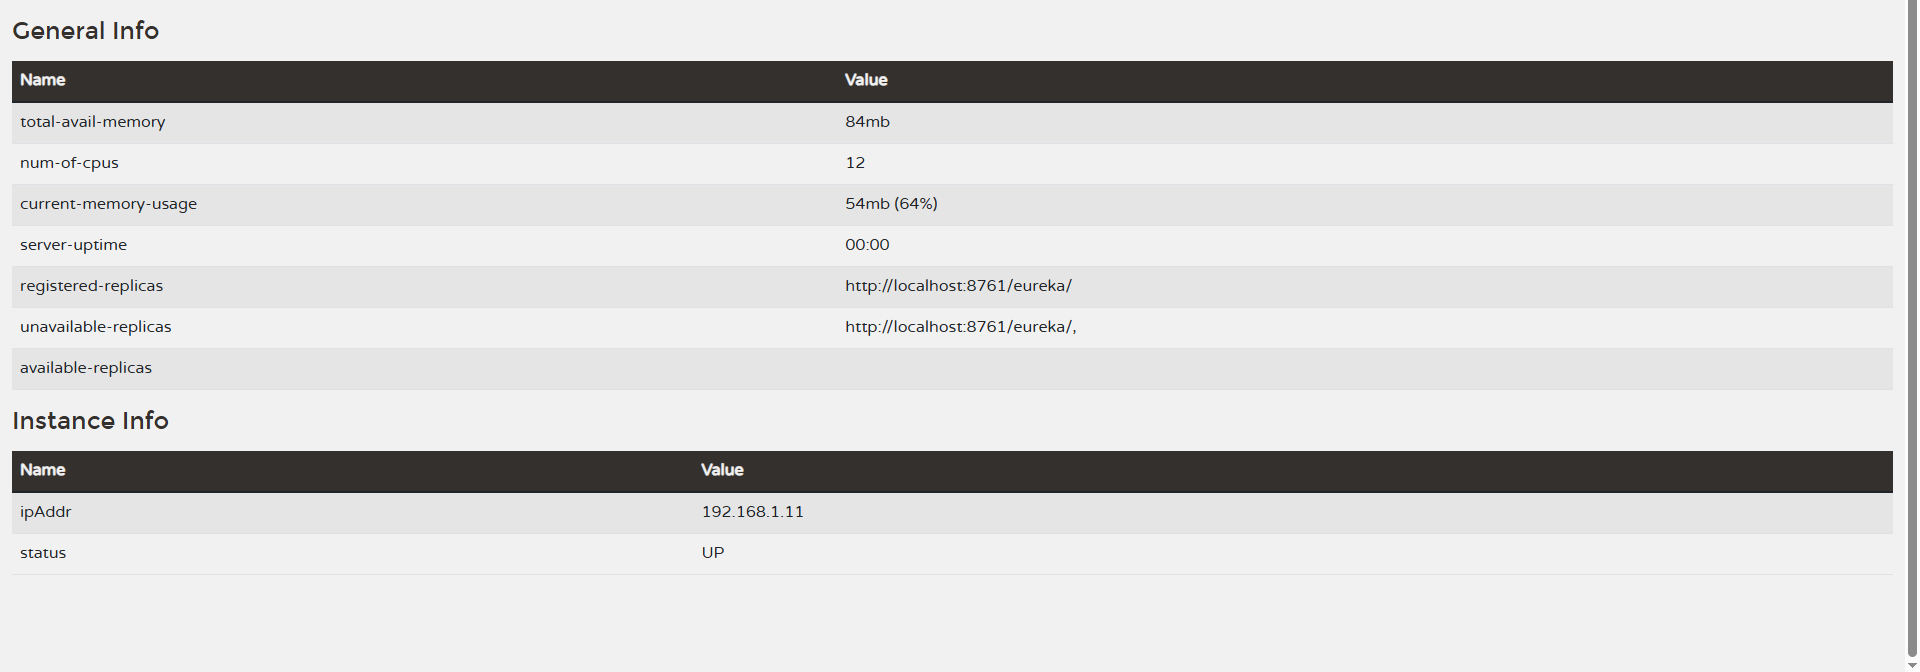 General Info
Name Value
total-avail-memory 84mb
num-of-cpus 12
current-memory-usage 54mb (64%)
server-uptime 00:00
registered-replicas http://localhost:8761/eureka/
unavailable-replicas http://localhost:8761/eureka/,
available-replicas
Instance Info
Name Value
ipAddr 192.168.1.11
status UP